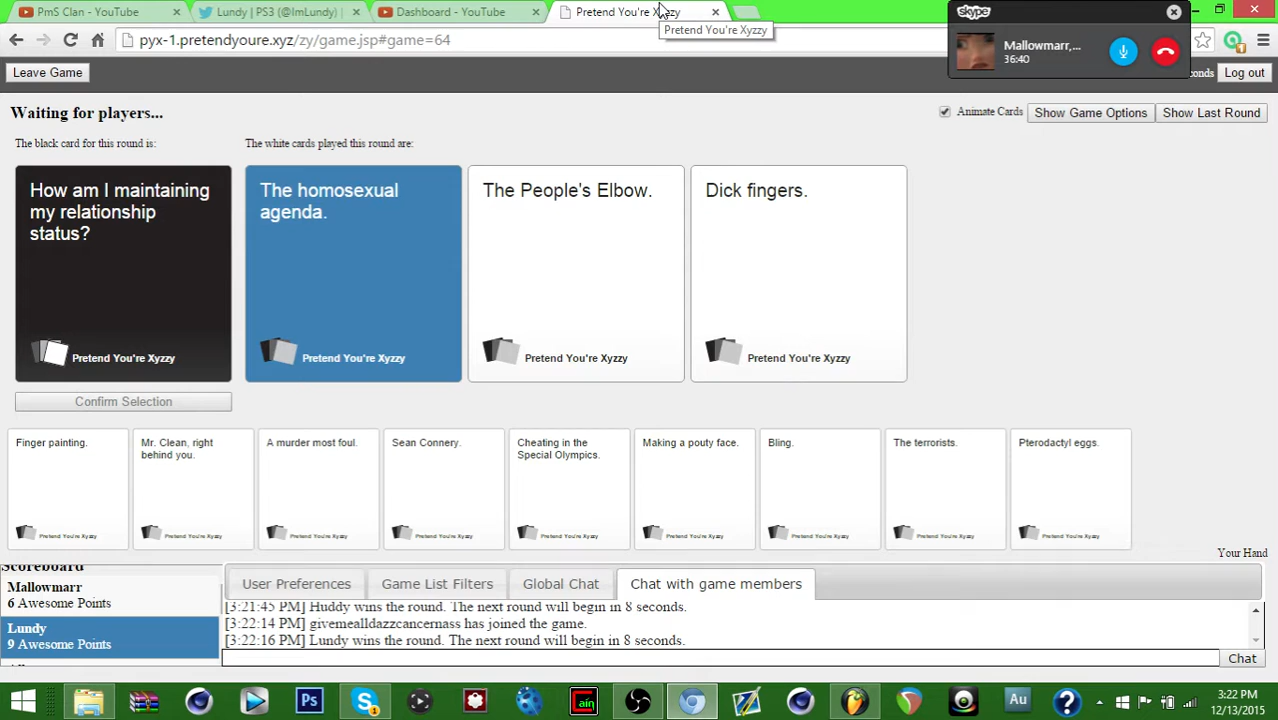 PmS Clan - YouTube
Lundy | PS3 (@ImLundy) |
Dashboard - YouTube
Pretend You're Xyzzy
Pretend You're Xyzzy
skype
Mallowmarr,...
36:40
pyx-1.pretendyoure.xyz/zy/game.jsp#game=64
Leave Game
conds
Log out
Waiting for players...
Animate Cards
Show Game Options
Show Last Round
The black card for this round is:
The white cards played this round are:
How am I maintaining
my relationship
status?
Pretend You're Xyzzy
The homosexual
agenda.
Pretend You're Xyzzy
The People's Elbow.
Pretend You're Xyzzy
Dick fingers.
Pretend You're Xyzzy
Confirm Selection
Finger painting.
Pretend You're Xyzzy
Mr. Clean, right
behind you.
Pretend You're Xyzzy
A murder most foul.
Pretend You're Xyzzy
Sean Connery.
Pretend You're Xyzzy
Cheating in the
Special Olympics.
Pretend You're Xyzzy
Making a pouty face.
Pretend You're Xyzzy
Bling.
Pretend You're Xyzzy
The terrorists.
Pretend You're Xyzzy
Pterodactyl eggs.
Pretend You're Xyzzy
Your Hand
Scoreboard
Mallowmarr
6 Awesome Points
Lundy
9 Awesome Points
User Preferences
Game List Filters
Global Chat
Chat with game members
[3:21:45 PM] Huddy wins the round. The next round will begin in 8 seconds.
[3:22:14 PM] givemealldazzcancernass has joined the game.
[3:22:16 PM] Lundy wins the round. The next round will begin in 8 seconds.
Chat
Ps
1
Cain
Au
?
3:22 PM
12/13/2015